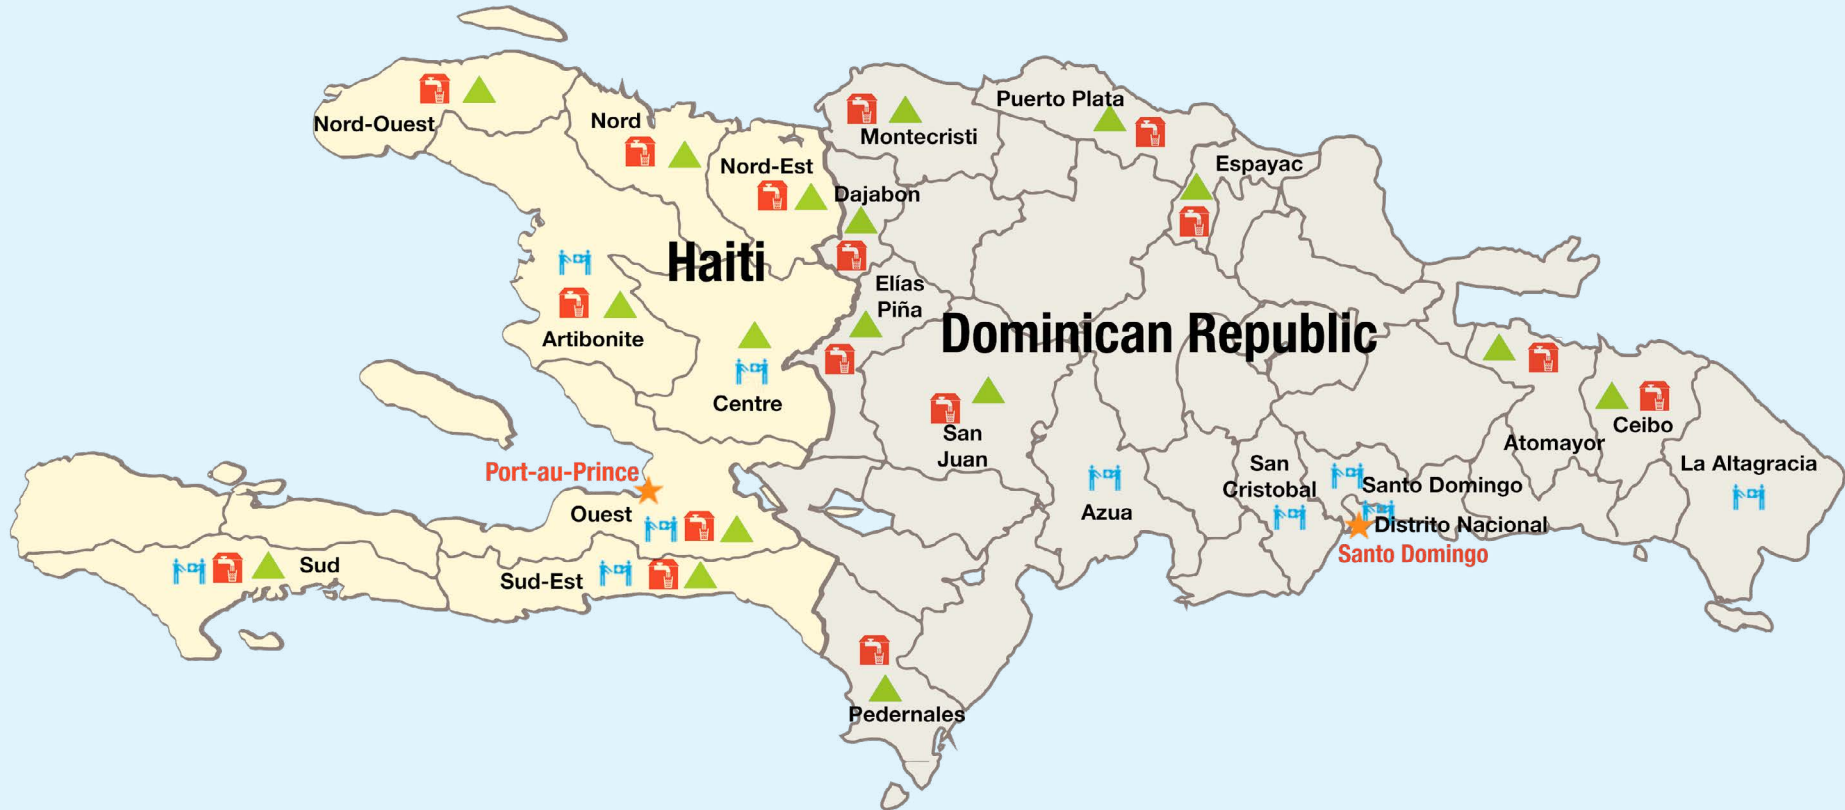 Nord-Ouest
Nord
Nord-Est
Montecristi
Puerto Plata
Espayac
Dajabon
Haiti
Elías
Piña
Dominican Republic
Artibonite
Centre
San
Juan
Atomayor
Ceibo
La Altagracia
Port-au-Prince
Ouest
Azua
San
Cristobal
Santo Domingo
Distrito Nacional
Santo Domingo
Sud
Sud-Est
Pedernales